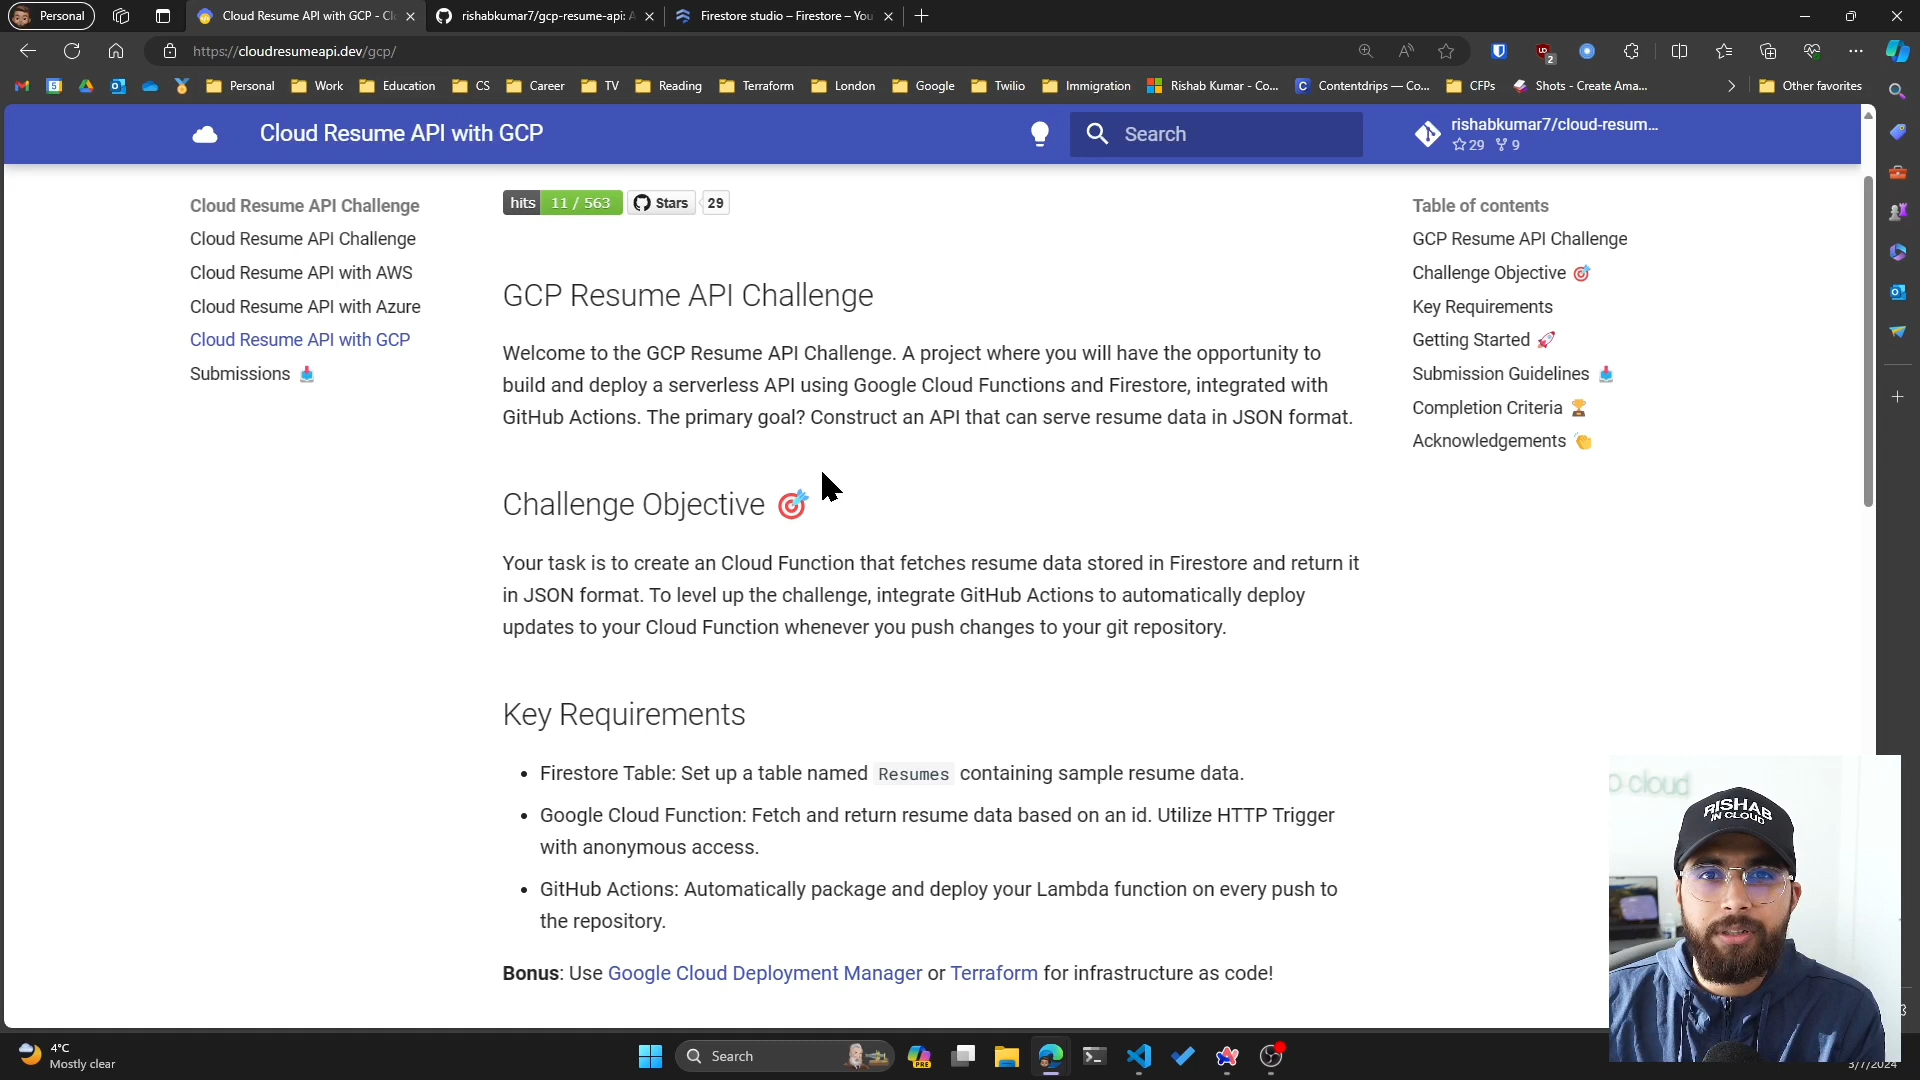 Personal
Cloud Resume API with GCP - Cl
rishabkumar7/gcp-resume-api: A
Firestore studio – Firestore – You
https://cloudresumeapi.dev/gcp/
2
Personal
Work
Education
CS
Career
TV
Reading
Terraform
London
Google
Twilio
Immigration
Rishab Kumar - Co...
Contentdrips — Co...
CFPs
Shots - Create Ama...
Other favorites
Cloud Resume API with GCP
Search
rishabkumar7/cloud-resum...
29 9
Cloud Resume API Challenge
Cloud Resume API Challenge
Cloud Resume API with AWS
Cloud Resume API with Azure
Cloud Resume API with GCP
Submissions
hits 11 / 563 Stars 29
GCP Resume API Challenge
Welcome to the GCP Resume API Challenge. A project where you will have the opportunity to
build and deploy a serverless API using Google Cloud Functions and Firestore, integrated with
GitHub Actions. The primary goal? Construct an API that can serve resume data in JSON format.
Challenge Objective
Your task is to create an Cloud Function that fetches resume data stored in Firestore and return it
in JSON format. To level up the challenge, integrate GitHub Actions to automatically deploy
updates to your Cloud Function whenever you push changes to your git repository.
Key Requirements
• Firestore Table: Set up a table named Resumes containing sample resume data.
• Google Cloud Function: Fetch and return resume data based on an id. Utilize HTTP Trigger
with anonymous access.
• GitHub Actions: Automatically package and deploy your Lambda function on every push to
the repository.
Bonus: Use Google Cloud Deployment Manager or Terraform for infrastructure as code!
Table of contents
GCP Resume API Challenge
Challenge Objective
Key Requirements
Getting Started
Submission Guidelines
Completion Criteria
Acknowledgements
o cloud
RISHAB
IN CLOUD
4°C
Mostly clear
Search
PRE
3/7/2024